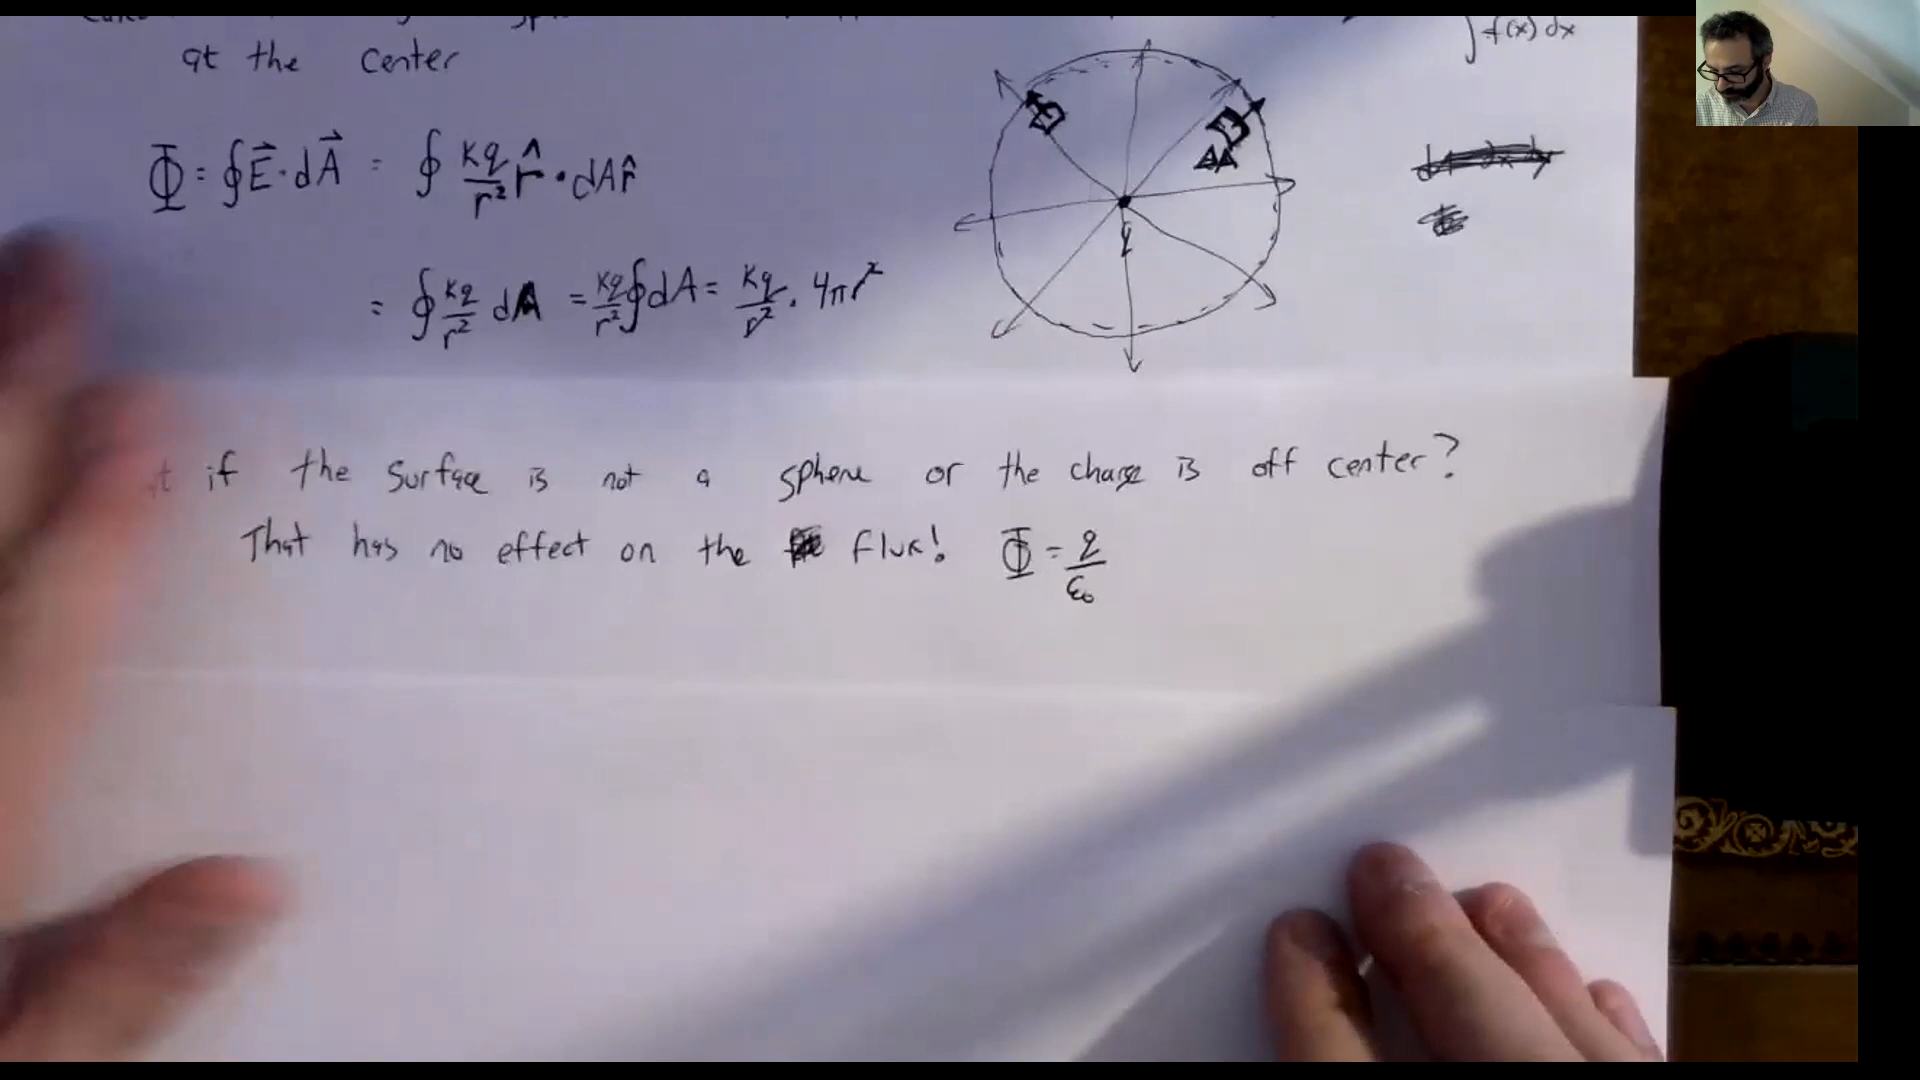 at the center
∫f(x) dx
Φ = ∮E⃗·dA⃗ = ∮ kq/r² r̂ · dA r̂
= ∮ kq/r² dA = kq/r² ∮dA = kq/r² · 4πr²
ΔA
q
if the surface is not a sphere or the charge is off center?
That has no effect on the flux! Φ = q/ε₀